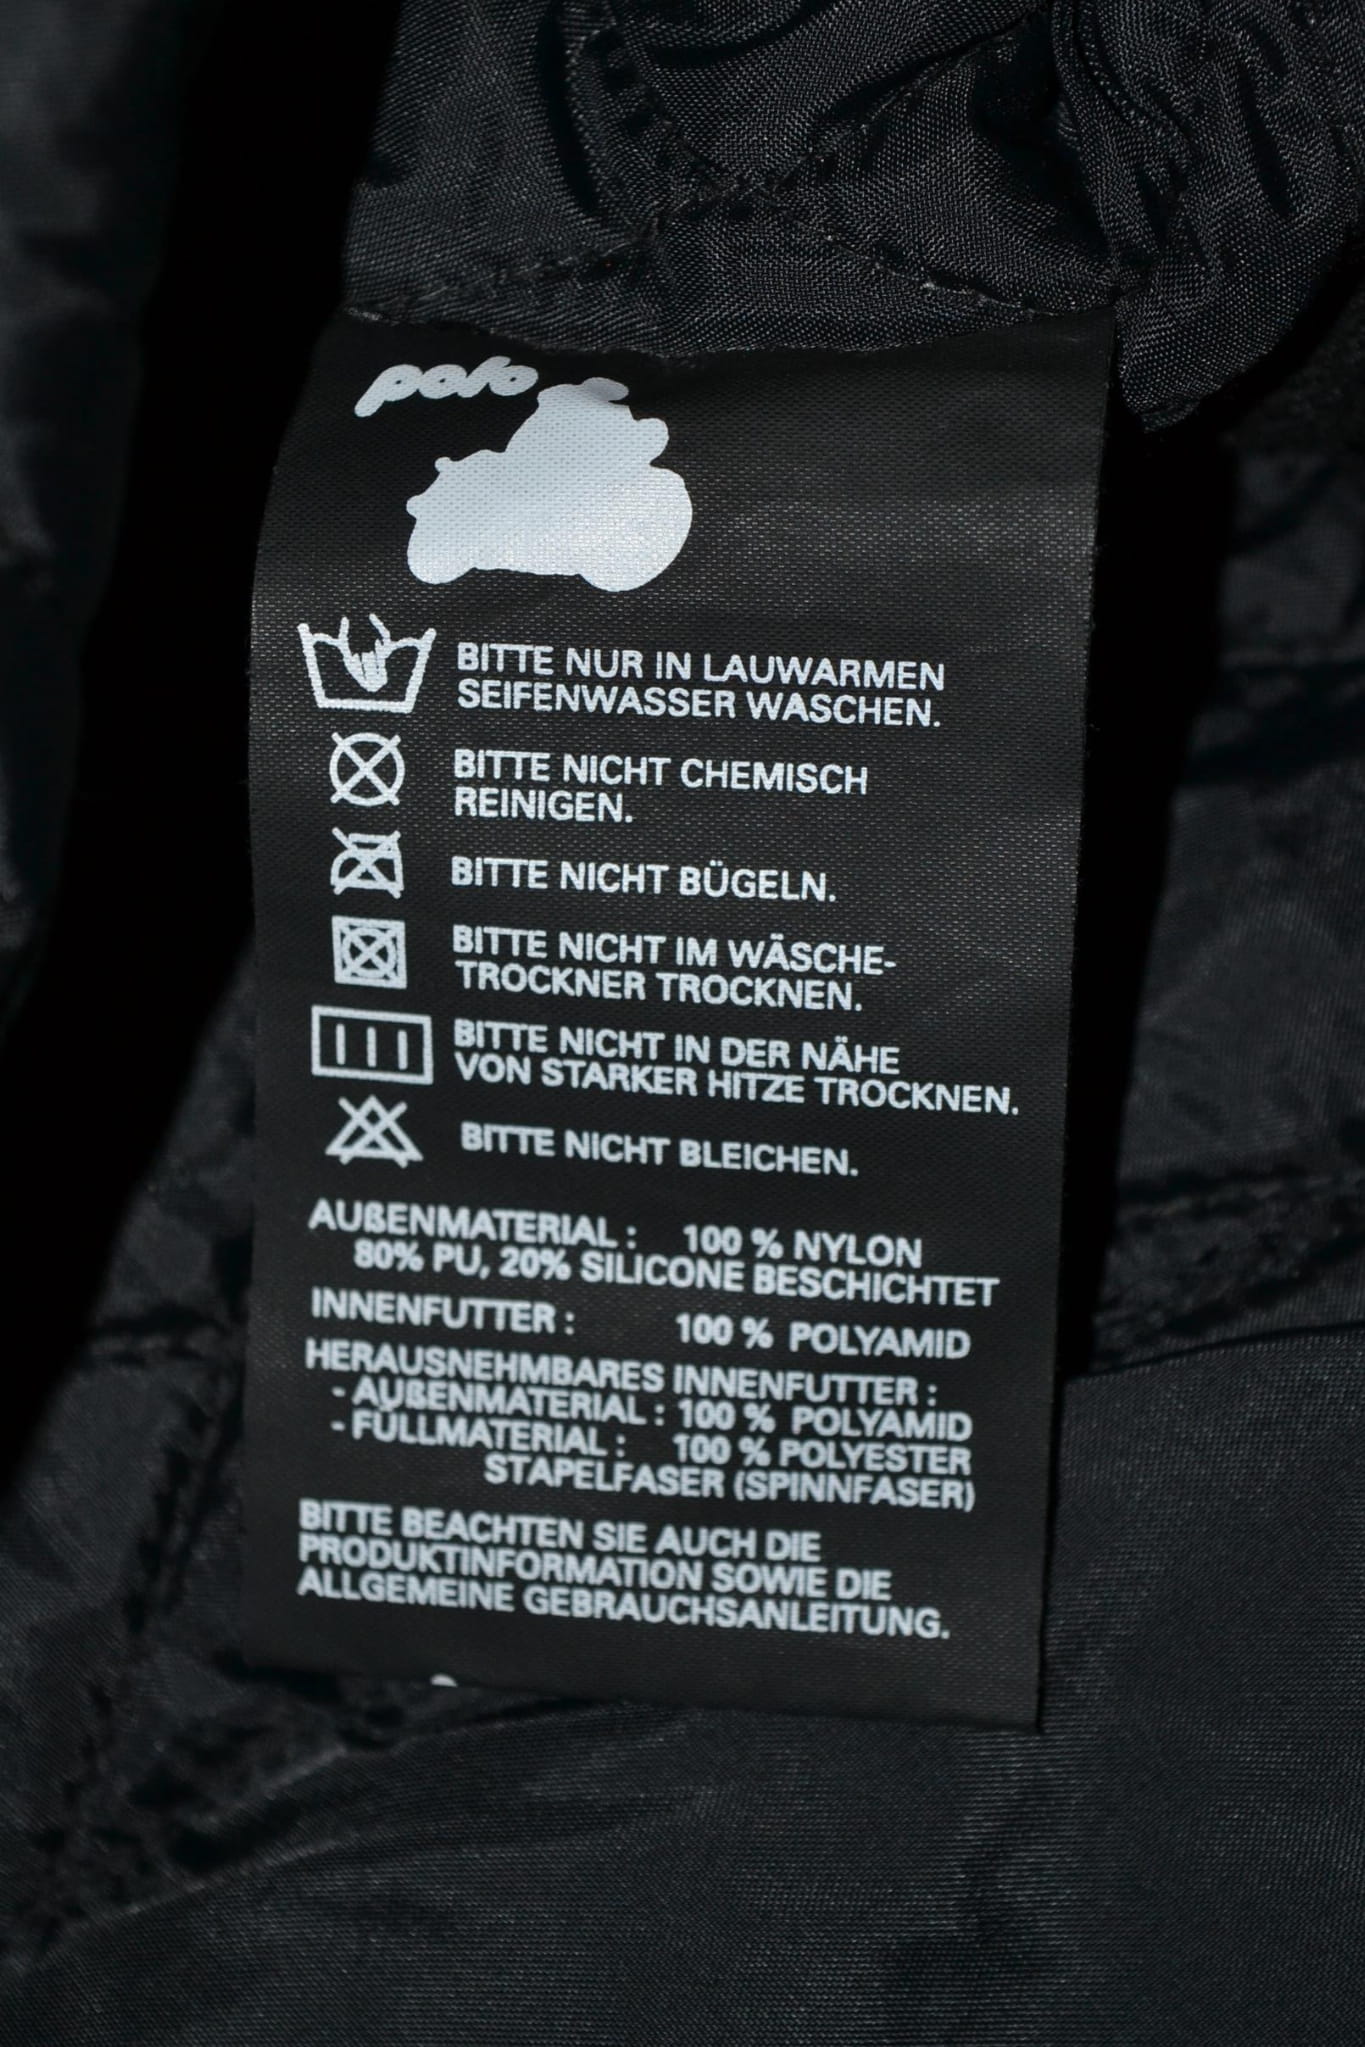 polo
BITTE NUR IN LAUWARMEN
SEIFENWASSER WASCHEN.
BITTE NICHT CHEMISCH
REINIGEN.
BITTE NICHT BÜGELN.
BITTE NICHT IM WÄSCHE-
TROCKNER TROCKNEN.
BITTE NICHT IN DER NÄHE
VON STARKER HITZE TROCKNEN.
BITTE NICHT BLEICHEN.
AUßENMATERIAL : 100 % NYLON
80% PU, 20% SILICONE BESCHICHTET
INNENFUTTER : 100 % POLYAMID
HERAUSNEHMBARES INNENFUTTER :
- AUßENMATERIAL : 100 % POLYAMID
- FÜLLMATERIAL : 100 % POLYESTER
STAPELFASER (SPINNFASER)
BITTE BEACHTEN SIE AUCH DIE
PRODUKTINFORMATION SOWIE DIE
ALLGEMEINE GEBRAUCHSANLEITUNG.